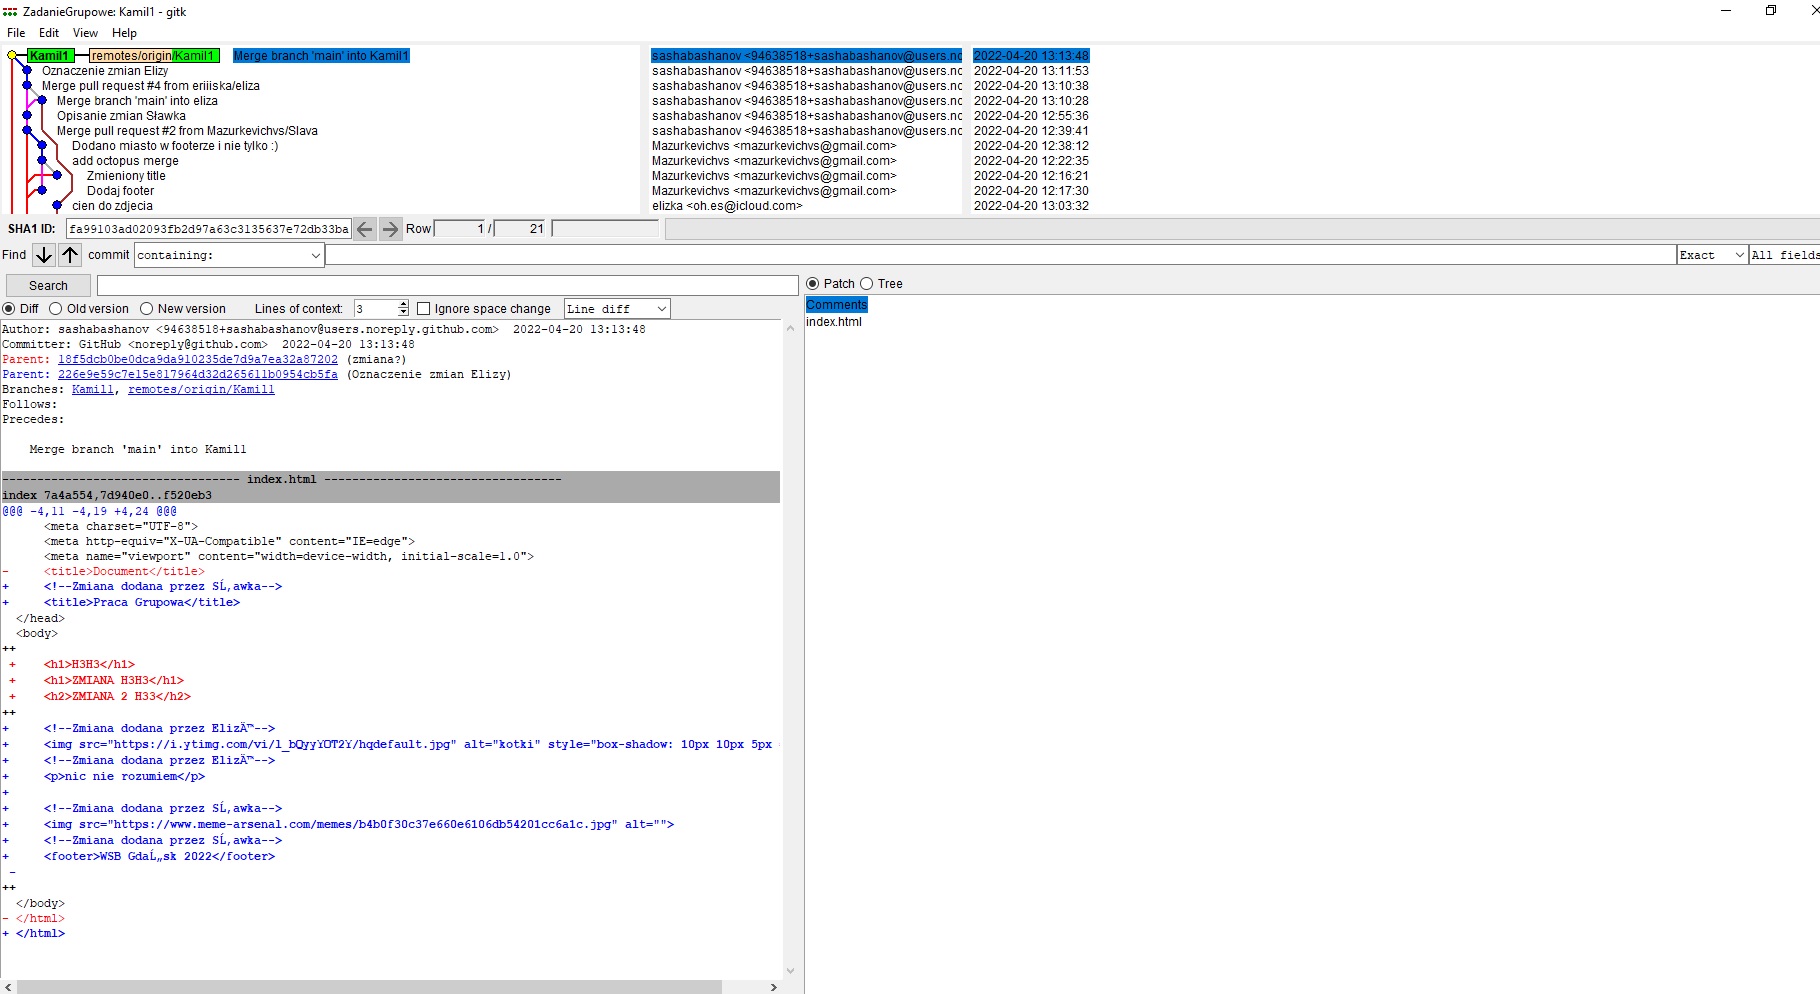 ZadanieGrupowe: Kamil1 - gitk
File Edit View Help
Kamil1 remotes/origin/Kamil1 Merge branch 'main' into Kamil1 sashabashanov <94638518+sashabashanov@users.nc 2022-04-20 13:13:48
Oznaczenie zmian Elizy sashabashanov <94638518+sashabashanov@users.nc 2022-04-20 13:11:53
Merge pull request #4 from eriiiska/eliza sashabashanov <94638518+sashabashanov@users.nc 2022-04-20 13:10:38
Merge branch 'main' into eliza sashabashanov <94638518+sashabashanov@users.nc 2022-04-20 13:10:28
Opisanie zmian Sławka sashabashanov <94638518+sashabashanov@users.nc 2022-04-20 12:55:36
Merge pull request #2 from Mazurkevichvs/Slava sashabashanov <94638518+sashabashanov@users.nc 2022-04-20 12:39:41
Dodano miasto w footerze i nie tylko :) Mazurkevichvs <mazurkevichvs@gmail.com> 2022-04-20 12:38:12
add octopus merge Mazurkevichvs <mazurkevichvs@gmail.com> 2022-04-20 12:22:35
Zmieniony title Mazurkevichvs <mazurkevichvs@gmail.com> 2022-04-20 12:16:21
Dodaj footer Mazurkevichvs <mazurkevichvs@gmail.com> 2022-04-20 12:17:30
cien do zdjecia elizka <oh.es@icloud.com> 2022-04-20 13:03:32
SHA1 ID: fa99103ad02093fb2d97a63c3135637e72db33ba Row 1 / 21
Find commit containing: Exact All fields
Search
Patch Tree
Diff Old version New version Lines of context: 3 Ignore space change Line diff
Comments
index.html
Author: sashabashanov <94638518+sashabashanov@users.noreply.github.com> 2022-04-20 13:13:48
Committer: GitHub <noreply@github.com> 2022-04-20 13:13:48
Parent: 18f5dcb0be0dca9da910235de7d9a7ea32a87202 (zmiana?)
Parent: 226e9e59c7e15e817964d32d265611b0954cb5fa (Oznaczenie zmian Elizy)
Branches: Kamil1, remotes/origin/Kamil1
Follows:
Precedes:
Merge branch 'main' into Kamil1
---------------------------------- index.html ----------------------------------
index 7a4a554,7d940e0..f520eb3
@@@ -4,11 -4,19 +4,24 @@@
<meta charset="UTF-8">
<meta http-equiv="X-UA-Compatible" content="IE=edge">
<meta name="viewport" content="width=device-width, initial-scale=1.0">
- <title>Document</title>
+ <!--Zmiana dodana przez SĹ‚awka-->
+ <title>Praca Grupowa</title>
</head>
<body>
++
+ <h1>H3H3</h1>
+ <h1>ZMIANA H3H3</h1>
+ <h2>ZMIANA 2 H33</h2>
++
+ <!--Zmiana dodana przez ElizÄ™-->
+ <img src="https://i.ytimg.com/vi/l_bQyyYOT2Y/hqdefault.jpg" alt="kotki" style="box-shadow: 10px 10px 5px
+ <!--Zmiana dodana przez ElizÄ™-->
+ <p>nic nie rozumiem</p>
+
+ <!--Zmiana dodana przez SĹ‚awka-->
+ <img src="https://www.meme-arsenal.com/memes/b4b0f30c37e660e6106db54201cc6a1c.jpg" alt="">
+ <!--Zmiana dodana przez SĹ‚awka-->
+ <footer>WSB GdaĹ„sk 2022</footer>
-
++
</body>
- </html>
+ </html>